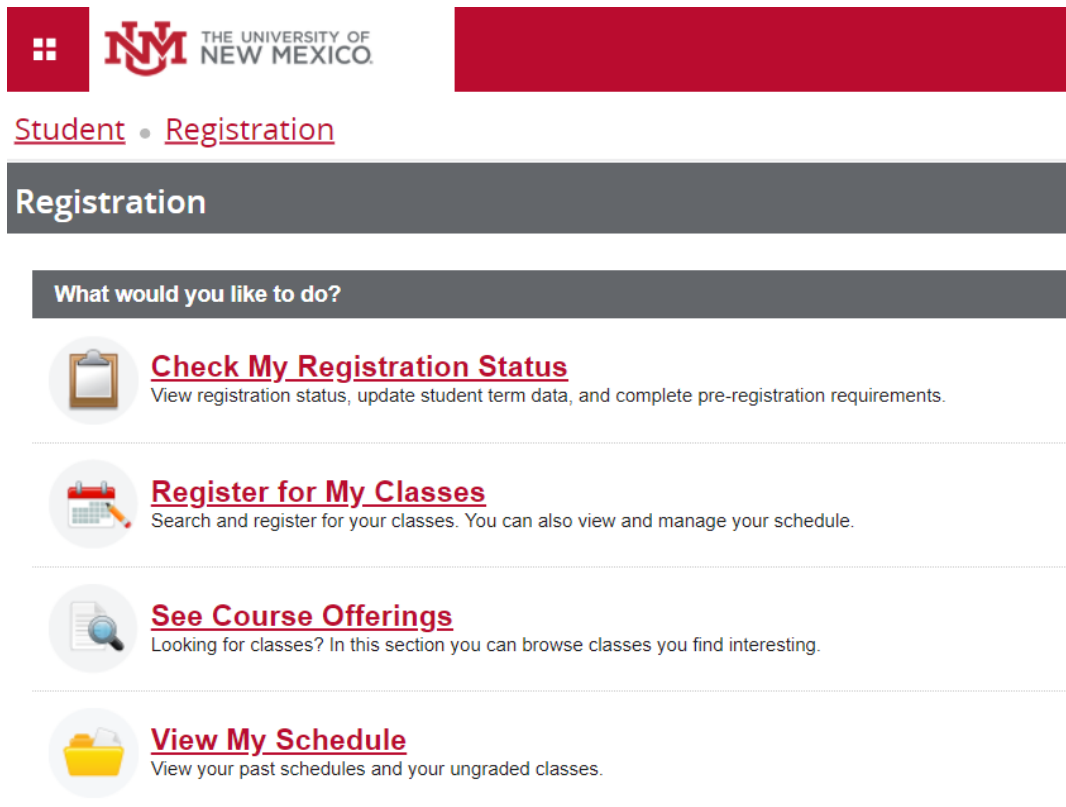 NM THE UNIVERSITY OF
NEW MEXICO.
Student • Registration
Registration
What would you like to do?
Check My Registration Status
View registration status, update student term data, and complete pre-registration requirements.
Register for My Classes
Search and register for your classes. You can also view and manage your schedule.
See Course Offerings
Looking for classes? In this section you can browse classes you find interesting.
View My Schedule
View your past schedules and your ungraded classes.